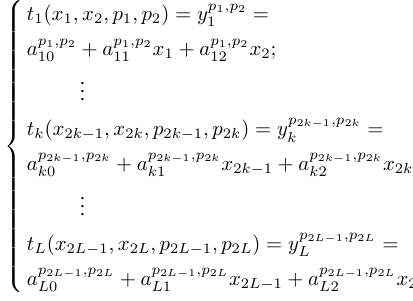 t_1(x_1, x_2, p_1, p_2) = y_1^{p_1,p_2} =
a_{10}^{p_1,p_2} + a_{11}^{p_1,p_2} x_1 + a_{12}^{p_1,p_2} x_2;
⋮
t_k(x_{2k-1}, x_{2k}, p_{2k-1}, p_{2k}) = y_k^{p_{2k-1},p_{2k}} =
a_{k0}^{p_{2k-1},p_{2k}} + a_{k1}^{p_{2k-1},p_{2k}} x_{2k-1} + a_{k2}^{p_{2k-1},p_{2k}} x_{2k}
⋮
t_L(x_{2L-1}, x_{2L}, p_{2L-1}, p_{2L}) = y_L^{p_{2L-1},p_{2L}} =
a_{L0}^{p_{2L-1},p_{2L}} + a_{L1}^{p_{2L-1},p_{2L}} x_{2L-1} + a_{L2}^{p_{2L-1},p_{2L}} x_2